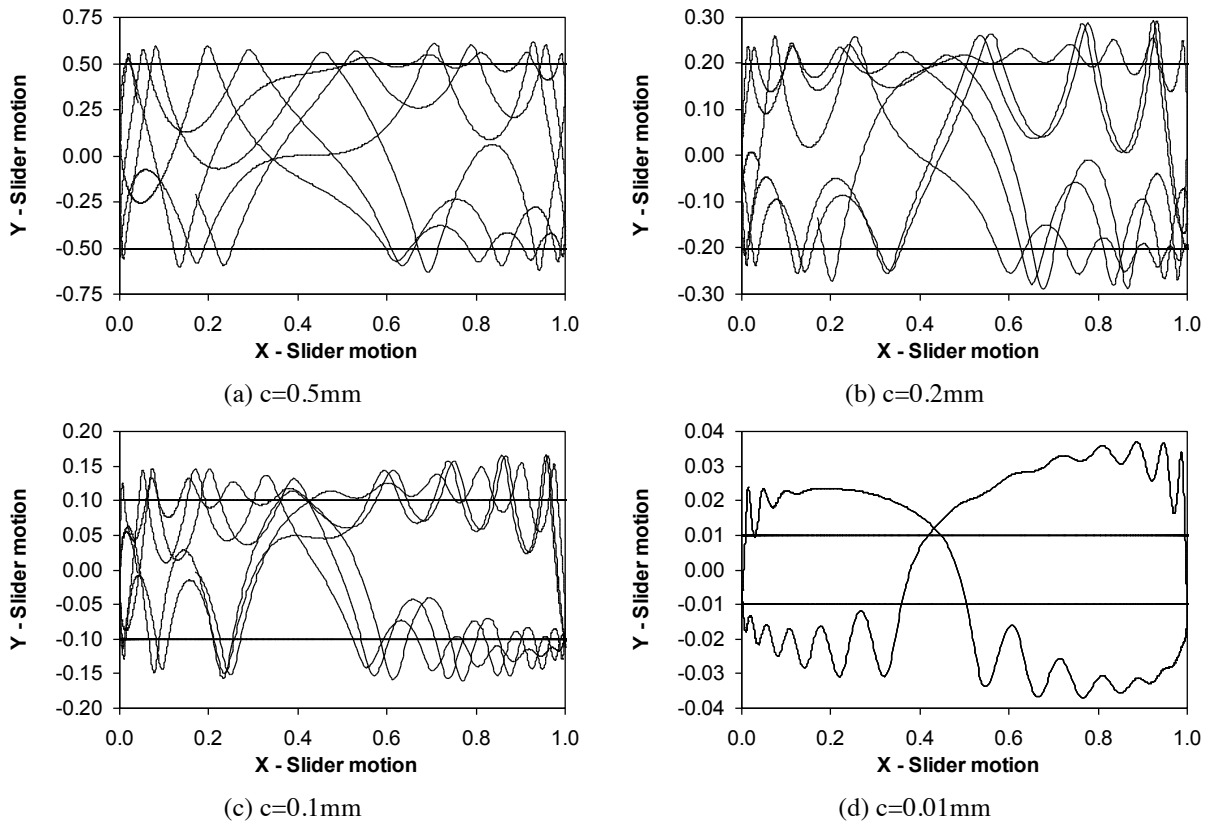 0.75
0.50
0.25
0.00
-0.25
-0.50
-0.75
Y - Slider motion
0.0 0.2 0.4 0.6 0.8 1.0
X - Slider motion
(a) c=0.5mm
0.30
0.20
0.10
0.00
-0.10
-0.20
-0.30
Y - Slider motion
0.0 0.2 0.4 0.6 0.8 1.0
X - Slider motion
(b) c=0.2mm
0.20
0.15
0.10
0.05
0.00
-0.05
-0.10
-0.15
-0.20
Y - Slider motion
0.0 0.2 0.4 0.6 0.8 1.0
X - Slider motion
(c) c=0.1mm
0.04
0.03
0.02
0.01
0.00
-0.01
-0.02
-0.03
-0.04
Y - Slider motion
0.0 0.2 0.4 0.6 0.8 1.0
X - Slider motion
(d) c=0.01mm